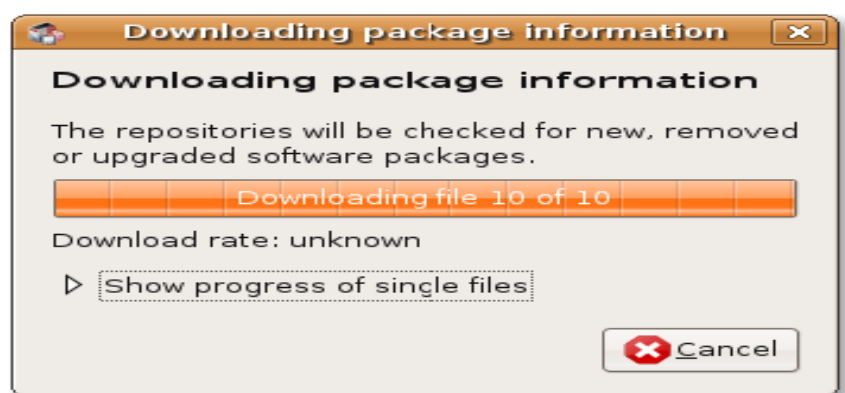 Downloading package information
Downloading package information
The repositories will be checked for new, removed
or upgraded software packages.
Downloading file 10 of 10
Download rate: unknown
Show progress of single files
Cancel